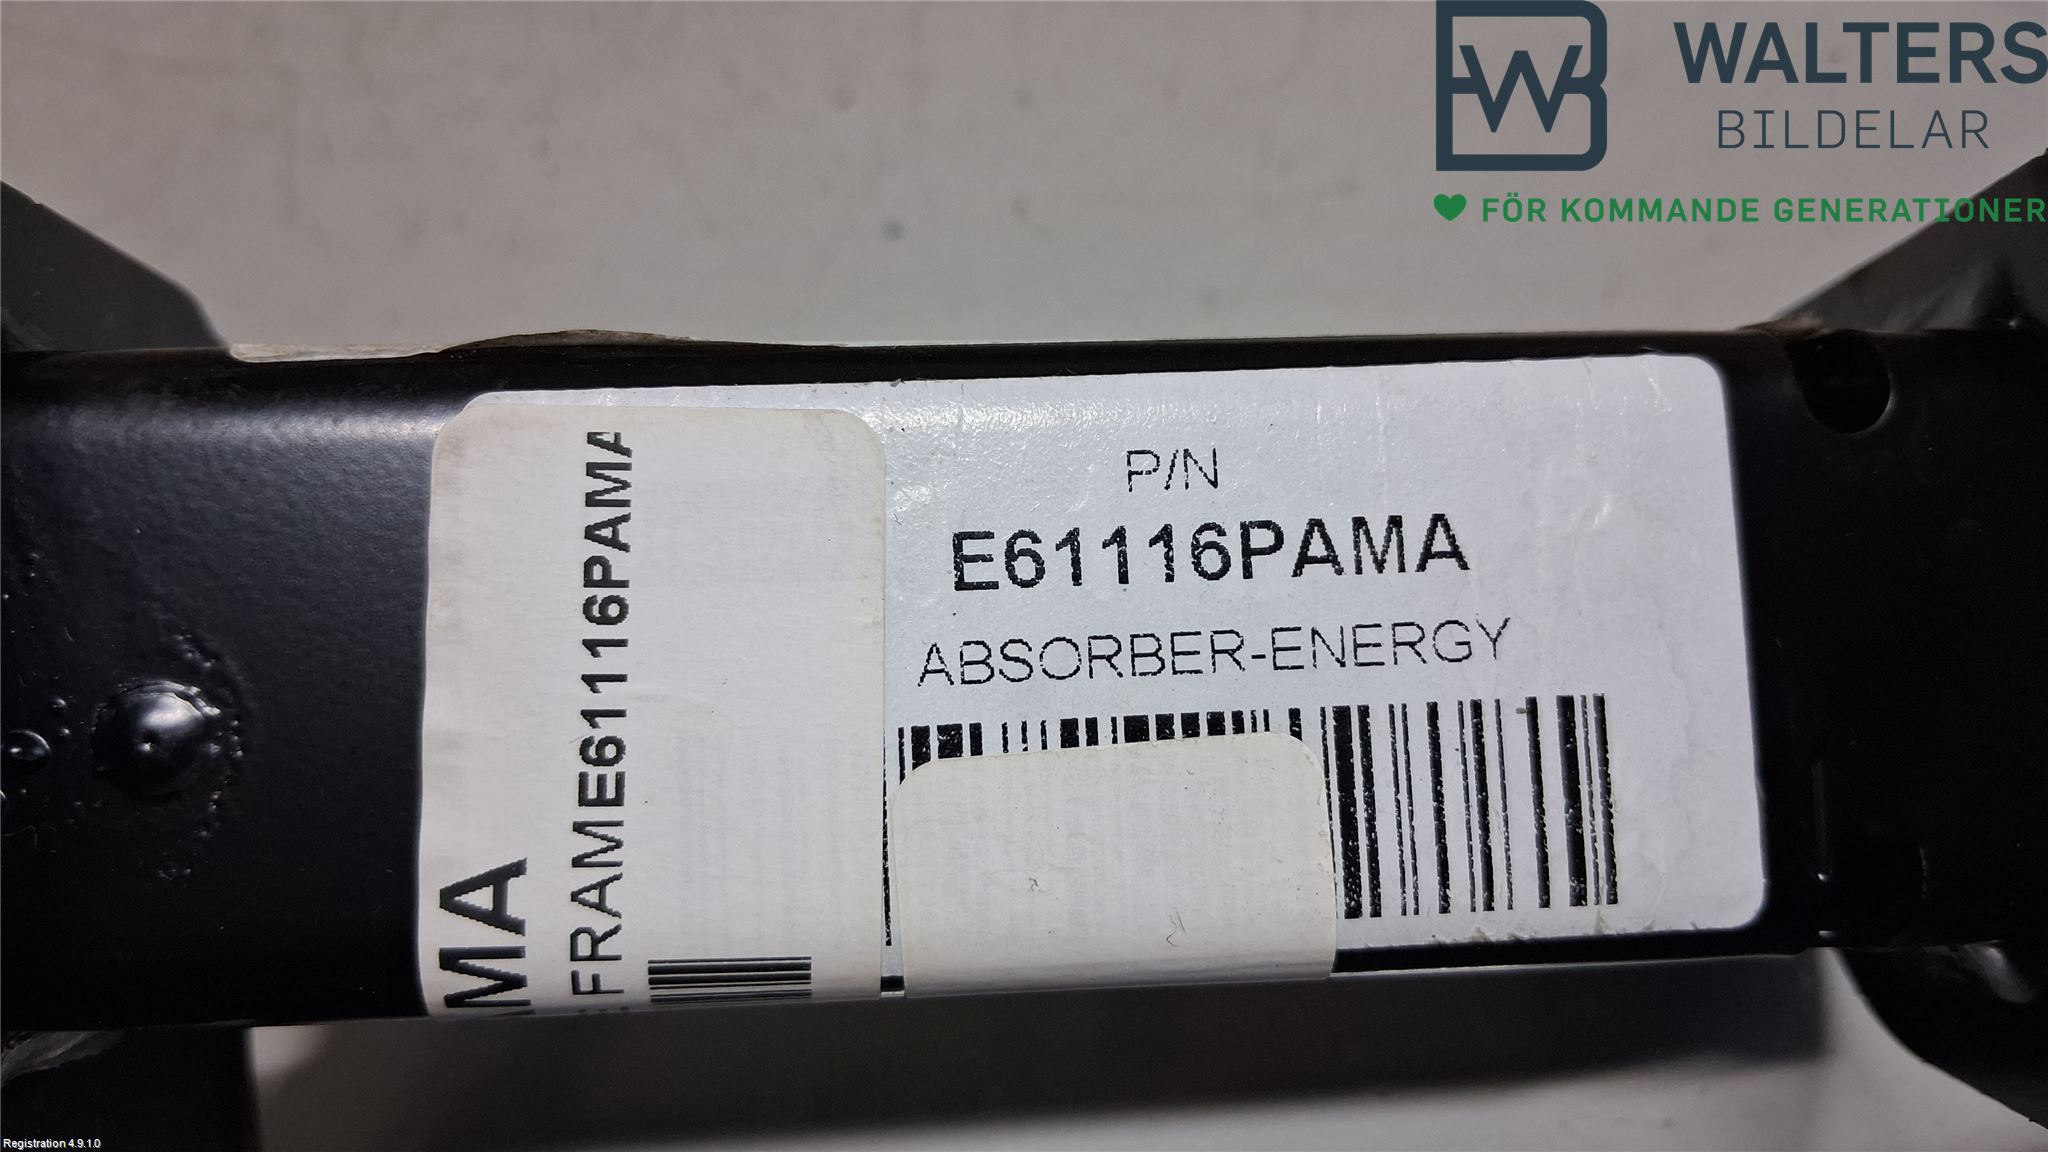 WALTERS
BILDELAR
FÖR KOMMANDE GENERATIONER
P/N
E61116PAMA
ABSORBER-ENERGY
MA
FRAME61116PAMA
Registration 4.9.1.0